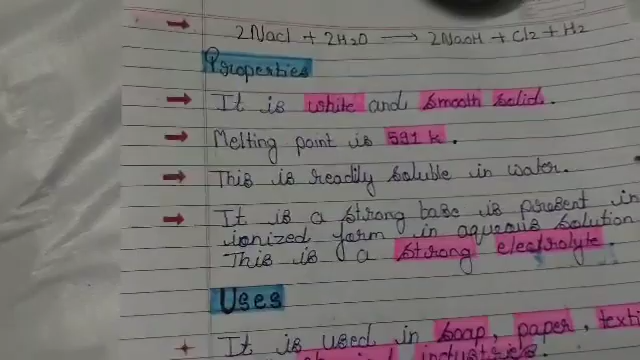 2NaCl + 2H2O → 2NaOH + Cl2 + H2
Properties
→ It is white and smooth solid.
→ Melting point is 591 k.
→ This is readily soluble in water.
→ It is a strong base is present in
ionized form in aqueous solution
This is a strong electrolyte.
Uses
+ It is used in soap, paper, texti
industries